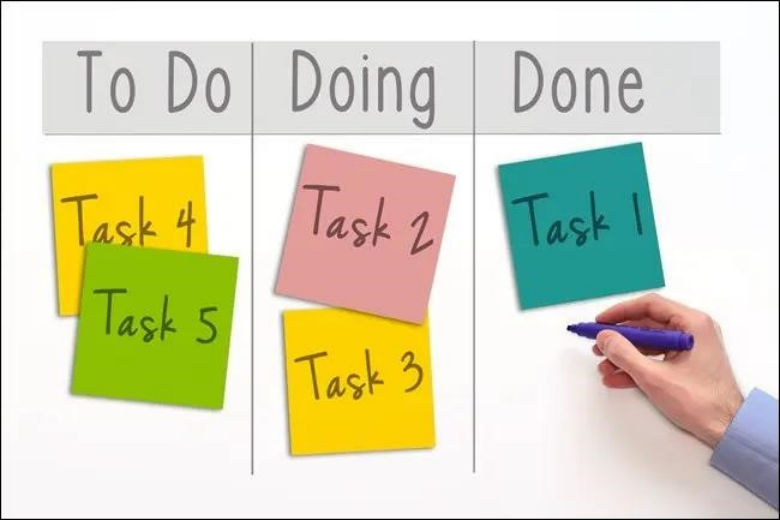 To Do
Doing
Done
Task 4
Task 5
Task 2
Task 3
Task 1